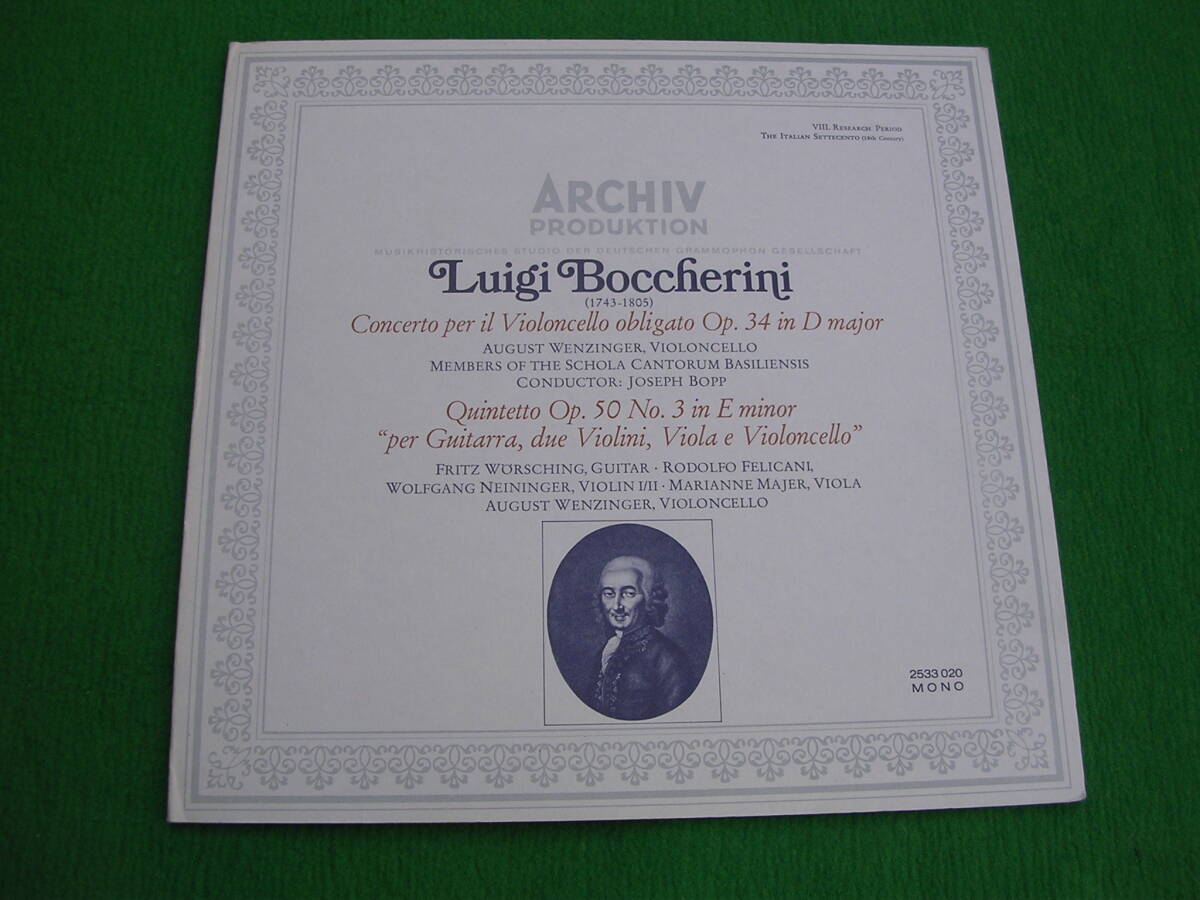 VIII. Research Period
The Italian Settecento (18th Century)
ARCHIV
PRODUKTION
MUSIKHISTORISCHES STUDIO DER DEUTSCHEN GRAMMOPHON GESELLSCHAFT
Luigi Boccherini
(1743-1805)
Concerto per il Violoncello obligato Op. 34 in D major
AUGUST WENZINGER, VIOLONCELLO
MEMBERS OF THE SCHOLA CANTORUM BASILIENSIS
CONDUCTOR: JOSEPH BOPP
Quintetto Op. 50 No. 3 in E minor
“per Guitarra, due Violini, Viola e Violoncello”
FRITZ WÖRSCHING, GUITAR · RODOLFO FELICANI,
WOLFGANG NEININGER, VIOLIN I/II · MARIANNE MAJER, VIOLA
AUGUST WENZINGER, VIOLONCELLO
2533 020
MONO